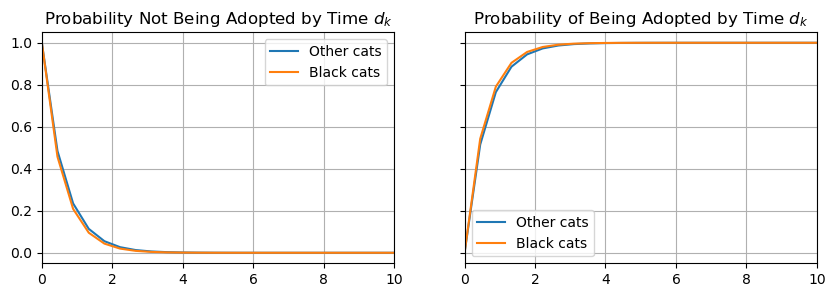 Probability Not Being Adopted by Time $d_k$
Other cats
Black cats
1.0
0.8
0.6
0.4
0.2
0.0
0 2 4 6 8 10
Probability of Being Adopted by Time $d_k$
Other cats
Black cats
0 2 4 6 8 10